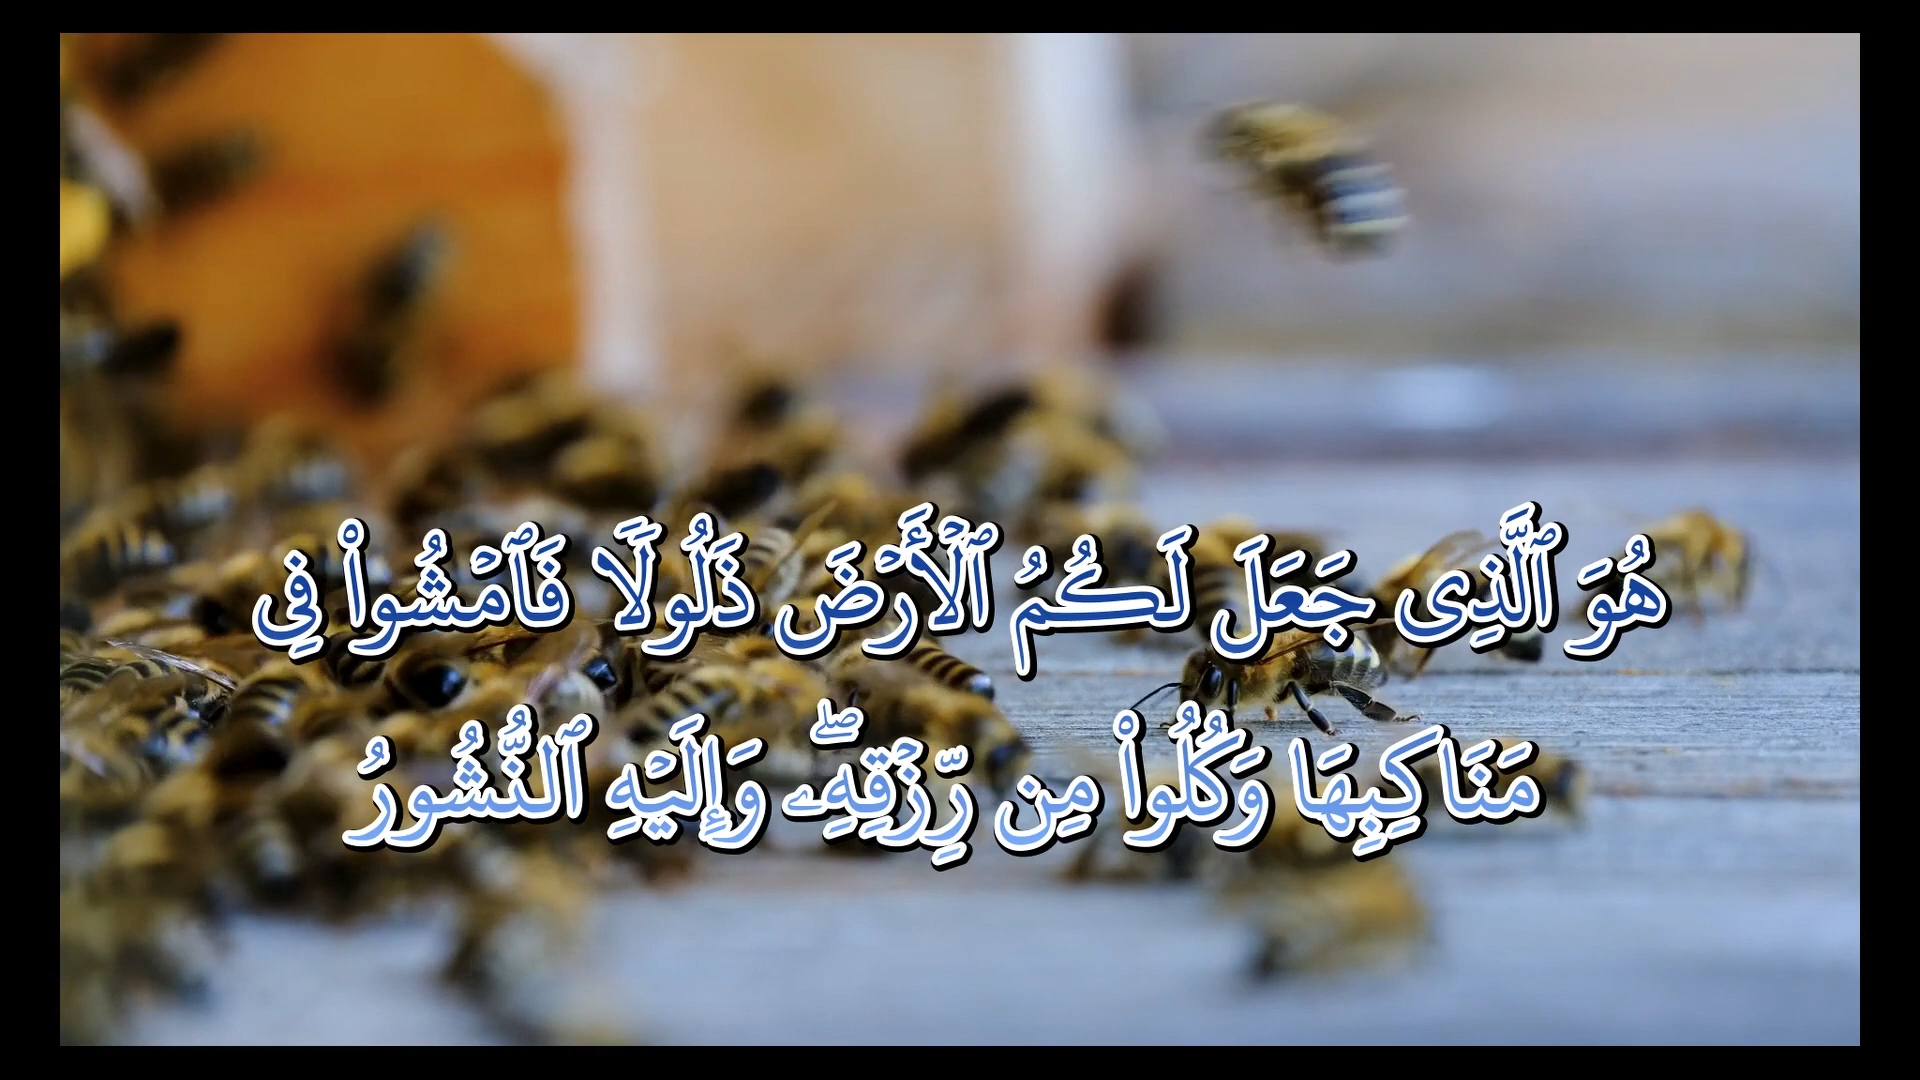 هُوَ ٱلَّذِى جَعَلَ لَكُمُ ٱلْأَرْضَ ذَلُولًا فَٱمْشُوا۟ فِى
مَنَاكِبِهَا وَكُلُوا۟ مِن رِّزْقِهِۦۖ وَإِلَيْهِ ٱلنُّشُورُ